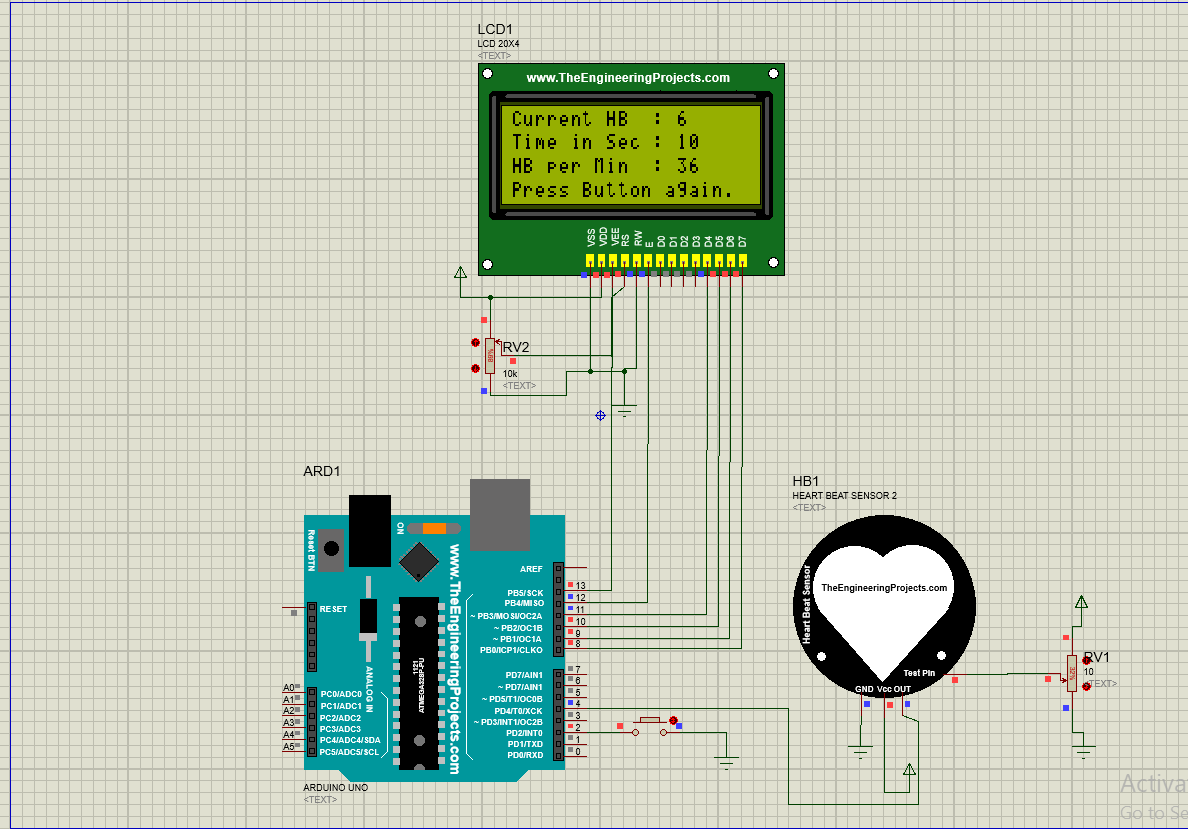 LCD1
LCD 20X4
<TEXT>
www.TheEngineeringProjects.com
Current HB : 6
Time in Sec : 10
HB per Min : 36
Press Button again.
VSS
VDD
VEE
RS
RW
E
D0
D1
D2
D3
D4
D5
D6
D7
RV2
10k
<TEXT>
ARD1
Reset BTN
ON
www.TheEngineeringProjects.com
AREF
PB5/SCK
PB4/MISO
~ PB3/MOSI/OC2A
~ PB2/OC1B
~ PB1/OC1A
PB0/ICP1/CLKO
13
12
11
10
9
8
RESET
1121
ATMEGA328P-PU
ANALOG IN
PD7/AIN1
~ PD7/AIN1
~ PD5/T1/OC0B
PD4/T0/XCK
~ PD3/INT1/OC2B
PD2/INT0
PD1/TXD
PD0/RXD
7
6
5
4
3
2
1
0
A0
A1
A2
A3
A4
A5
PC0/ADC0
PC1/ADC1
PC2/ADC2
PC3/ADC3
PC4/ADC4/SDA
PC5/ADC5/SCL
ARDUINO UNO
<TEXT>
HB1
HEART BEAT SENSOR 2
<TEXT>
Heart Beat Sensor
TheEngineeringProjects.com
Test Pin
GND Vcc OUT
RV1
10
<TEXT>
Activa
Go to Se